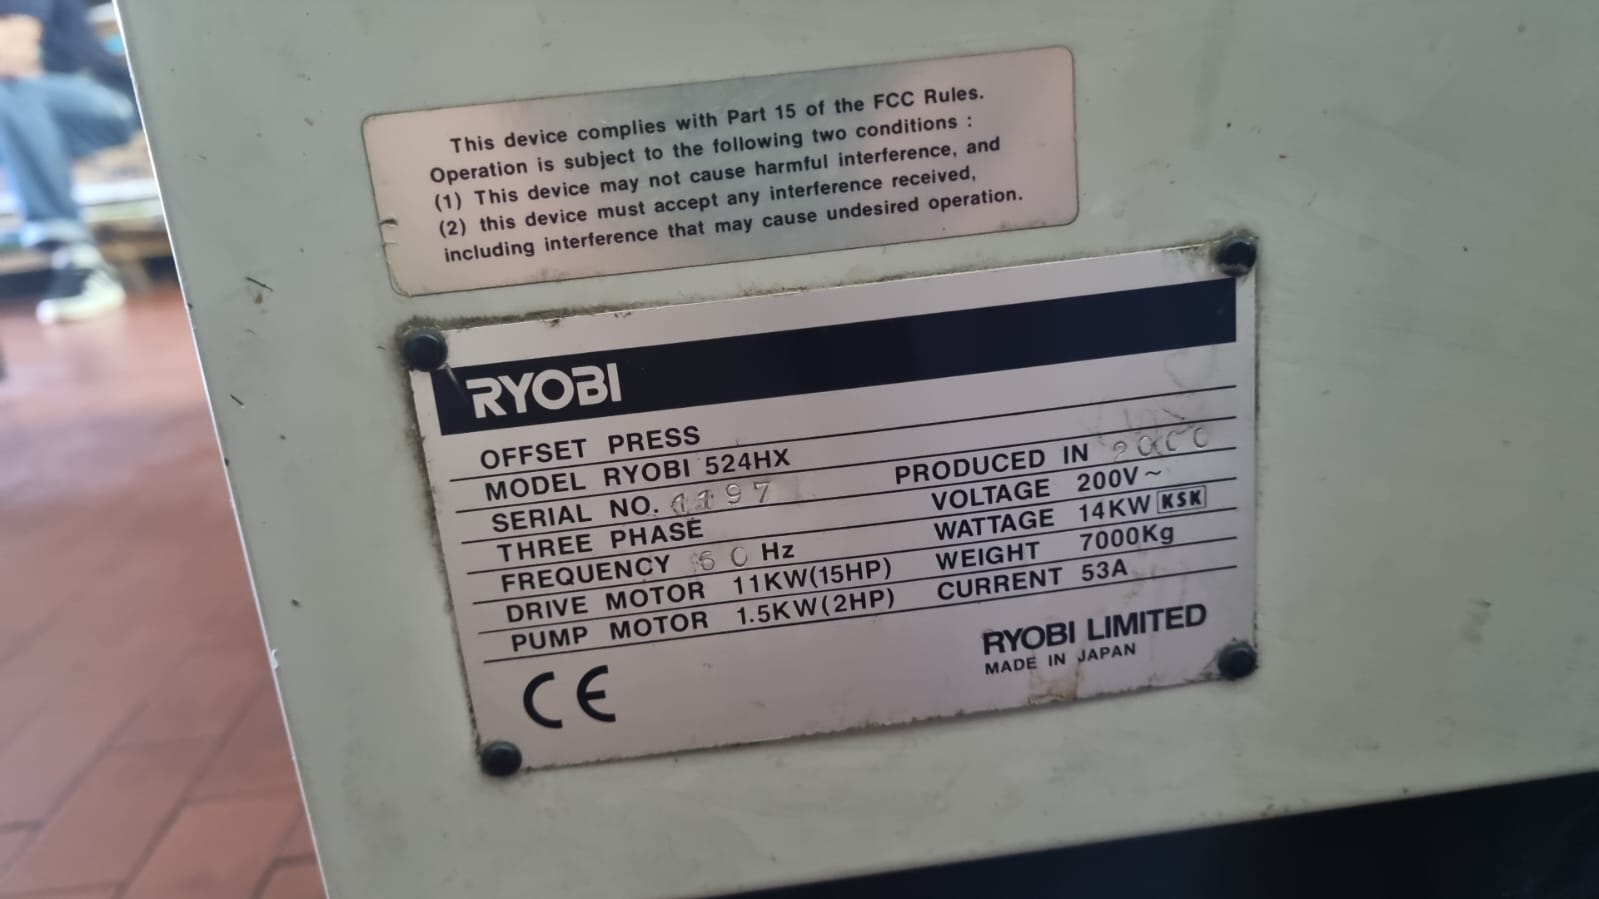 This device complies with Part 15 of the FCC Rules.
Operation is subject to the following two conditions :
(1) This device may not cause harmful interference, and
(2) this device must accept any interference received,
including interference that may cause undesired operation.
RYOBI
OFFSET PRESS
MODEL RYOBI 524HX
SERIAL NO. 1197 PRODUCED IN 2000
THREE PHASE VOLTAGE 200V~
FREQUENCY 60 Hz WATTAGE 14KW KSK
DRIVE MOTOR 11KW(15HP) WEIGHT 7000Kg
PUMP MOTOR 1.5KW(2HP) CURRENT 53A
RYOBI LIMITED
MADE IN JAPAN
CE